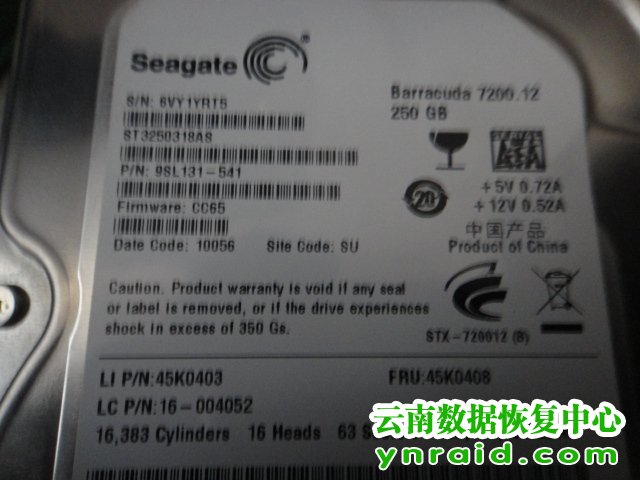 Seagate
Barracuda 7200.12
250 GB
S/N: 6VY1YRT5
ST3250318AS
P/N: 9SL131-541
Firmware: CC65
Date Code: 10056 Site Code: SU
SERIAL
ATA
20
+5V 0.72A
+12V 0.52A
中国产品
Product of China
Caution. Product warranty is void if any seal
or label is removed, or if the drive experiences
shock in excess of 350 Gs.
STX-720012 (B)
LI P/N:45K0403 FRU:45K0408
LC P/N:16-004052
16,383 Cylinders 16 Heads 63
云南数据恢复中心
ynraid.com